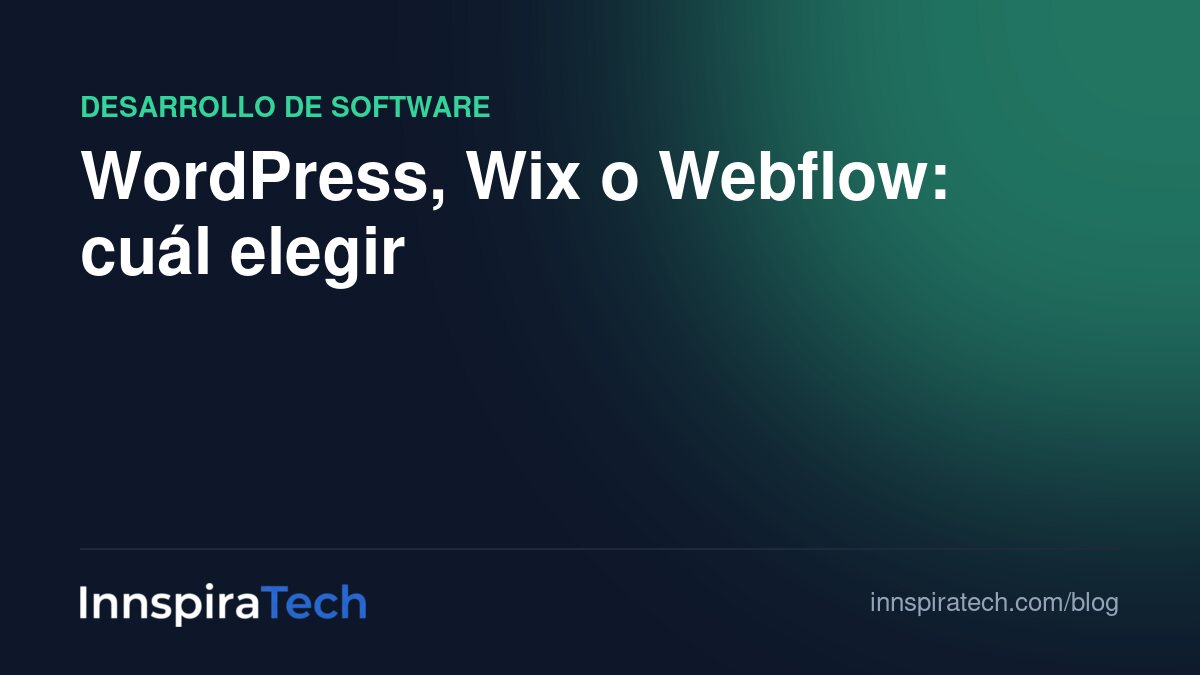 DESARROLLO DE SOFTWARE
WordPress, Wix o Webflow:
cuál elegir
InnspiraTech
innspiratech.com/blog